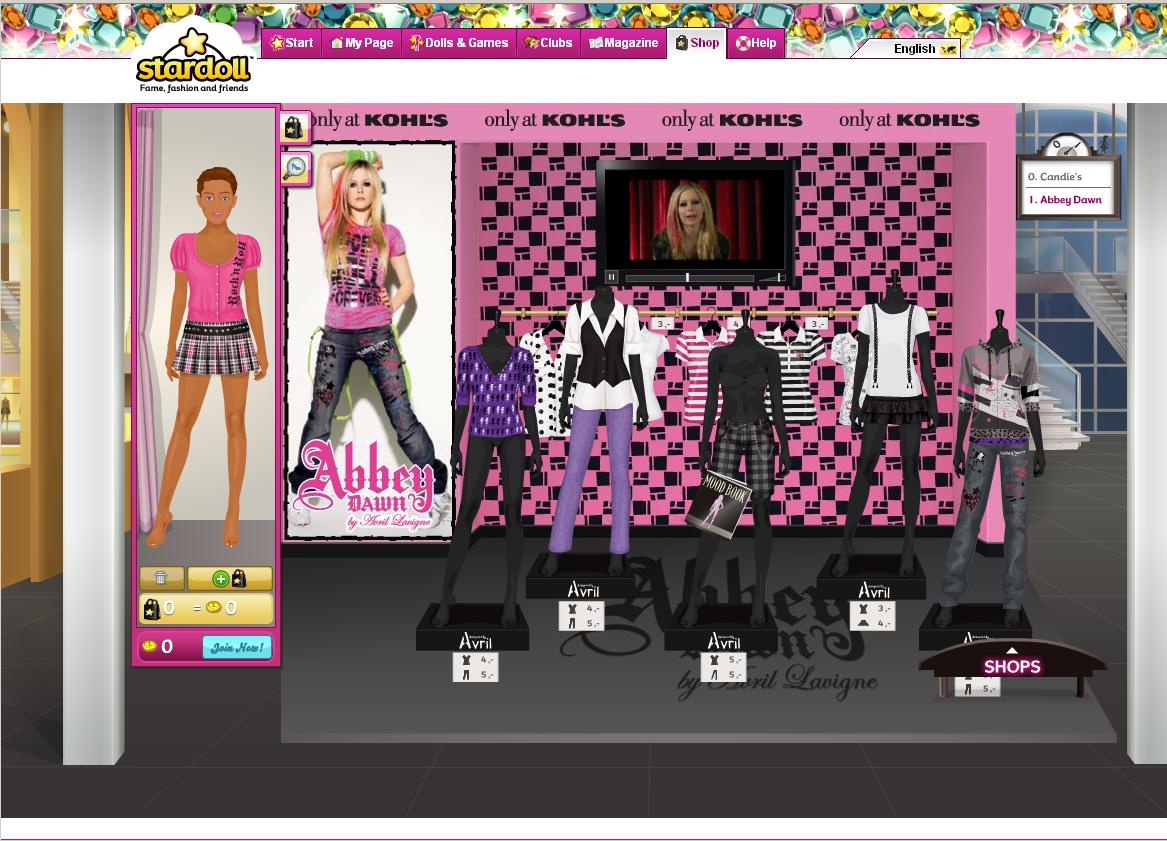 Start
My Page
Dolls & Games
Clubs
Magazine
Shop
Help
English
stardoll
Fame, fashion and friends
only at KOHL'S
only at KOHL'S
only at KOHL'S
only at KOHL'S
0. Candie's
1. Abbey Dawn
Rock n Roll
3,-
4
3,-
MOOD BOOK
Abbey
DAWN
by Avril Lavigne
Abbey
Dawn
by Avril Lavigne
Avril
4,-
5,-
Avril
3,-
4,-
Avril
4,-
5,-
Avril
5,-
5,-
Avril
5,-
0 = 0
0
Join Now!
SHOPS